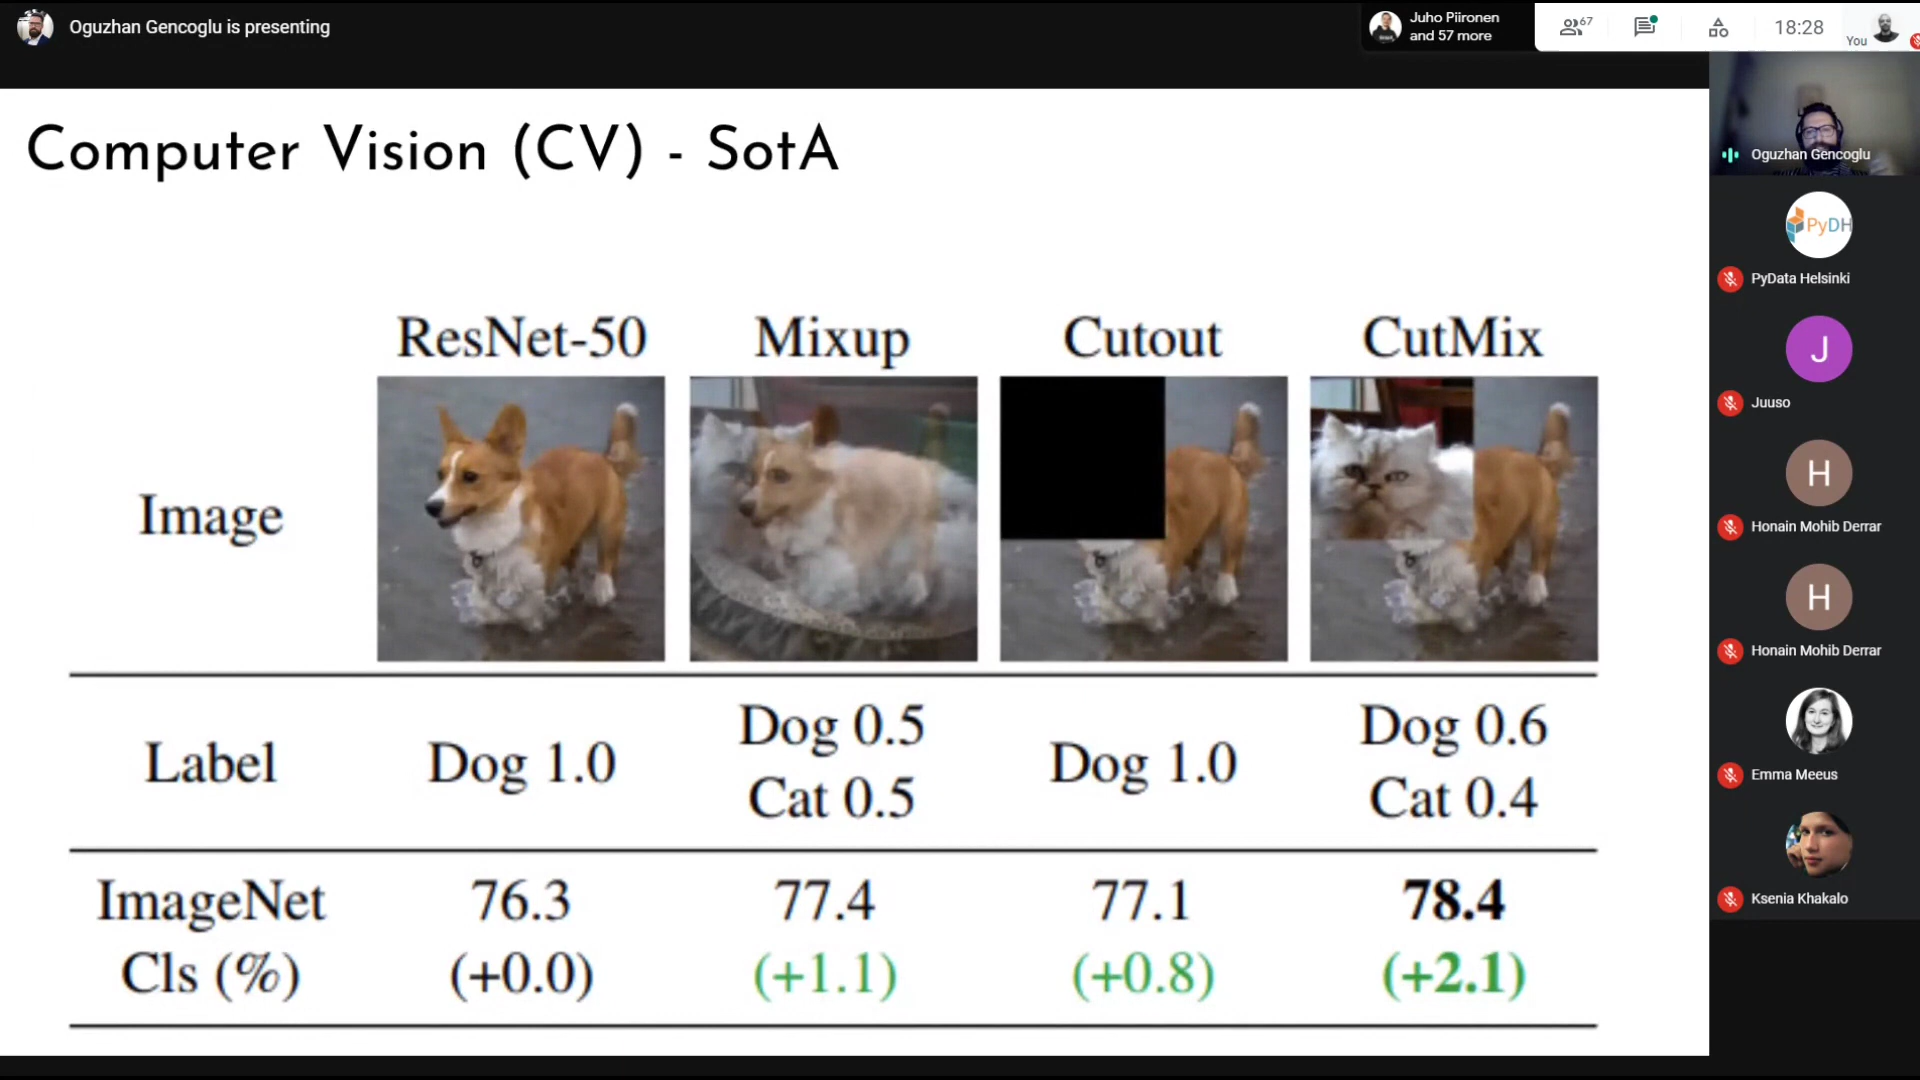 Oguzhan Gencoglu is presenting
Juho Piironen
and 57 more
67
18:28
You
Computer Vision (CV) - SotA
ResNet-50 Mixup Cutout CutMix
Image
Label
Dog 1.0
Dog 0.5
Cat 0.5
Dog 1.0
Dog 0.6
Cat 0.4
ImageNet
Cls (%)
76.3
(+0.0)
77.4
(+1.1)
77.1
(+0.8)
78.4
(+2.1)
Oguzhan Gencoglu
PyDH
PyData Helsinki
J
Juuso
H
Honain Mohib Derrar
H
Honain Mohib Derrar
Emma Meeus
Ksenia Khakalo